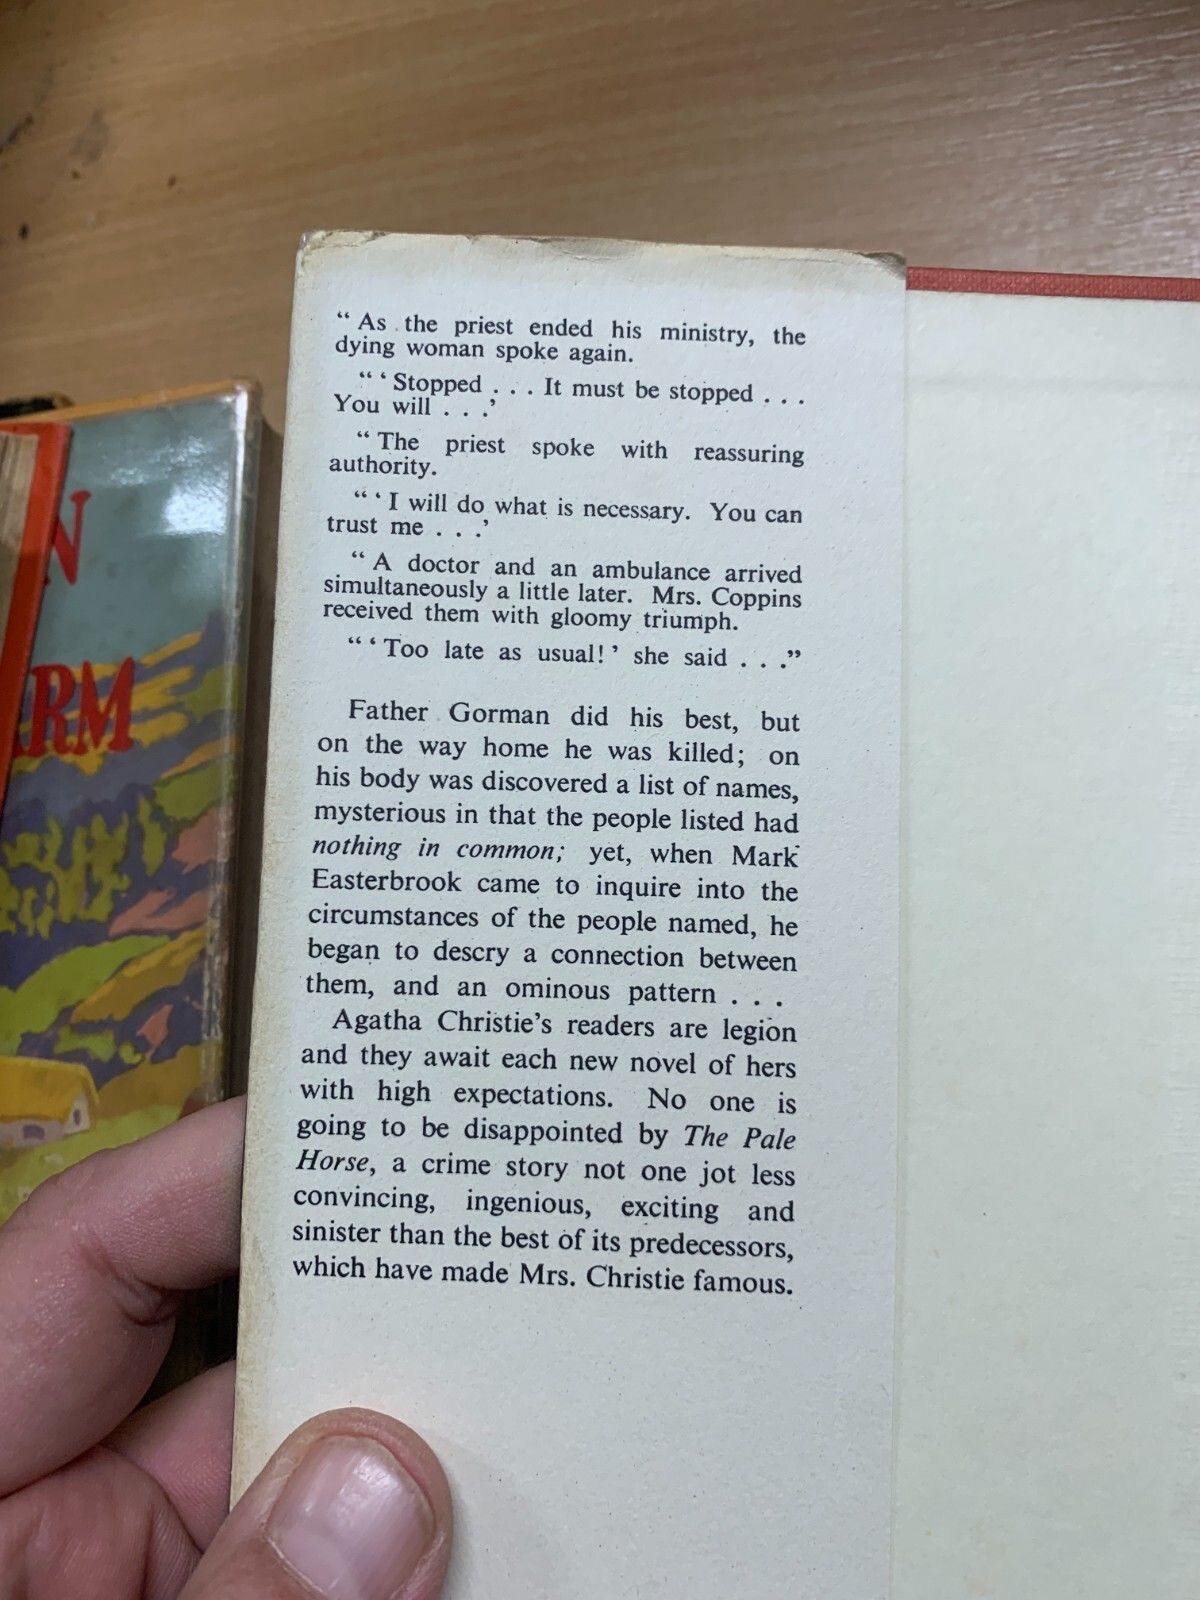 “ As the priest ended his ministry, the
dying woman spoke again.
“ ‘ Stopped . . . It must be stopped . . .
You will . . .’
“ The priest spoke with reassuring
authority.
“ ‘ I will do what is necessary. You can
trust me . . .’
“ A doctor and an ambulance arrived
simultaneously a little later. Mrs. Coppins
received them with gloomy triumph.
“ ‘ Too late as usual! ’ she said . . .”
Father Gorman did his best, but
on the way home he was killed; on
his body was discovered a list of names,
mysterious in that the people listed had
nothing in common; yet, when Mark
Easterbrook came to inquire into the
circumstances of the people named, he
began to descry a connection between
them, and an ominous pattern . . .
Agatha Christie’s readers are legion
and they await each new novel of hers
with high expectations. No one is
going to be disappointed by The Pale
Horse, a crime story not one jot less
convincing, ingenious, exciting and
sinister than the best of its predecessors,
which have made Mrs. Christie famous.
N
RM